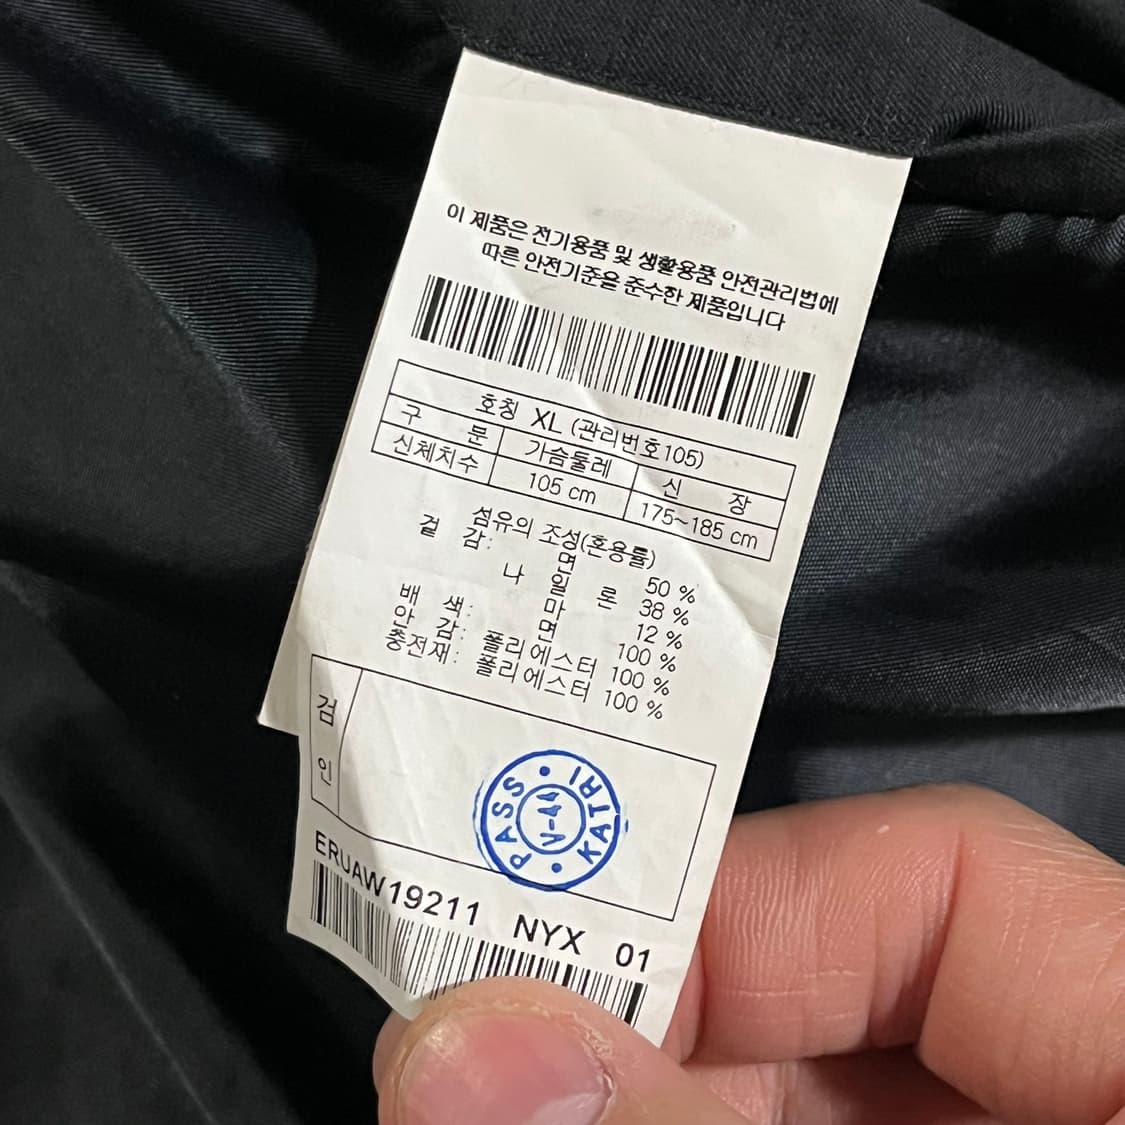 이 제품은 전기용품 및 생활용품 안전관리법에
따른 안전기준을 준수한 제품입니다
호칭 XL (관리번호105)
구 분 가슴둘레 신 장
신체치수 105 cm 175~185 cm
섬유의 조성(혼용률)
겉 감: 면 50 %
나 일 론 38 %
마 12 %
배 색: 면 100 %
안 감: 폴리에스터 100 %
충전재: 폴리에스터 100 %
검 인
PASS
KATRI
V-44
ERUAW19211 NYX 01